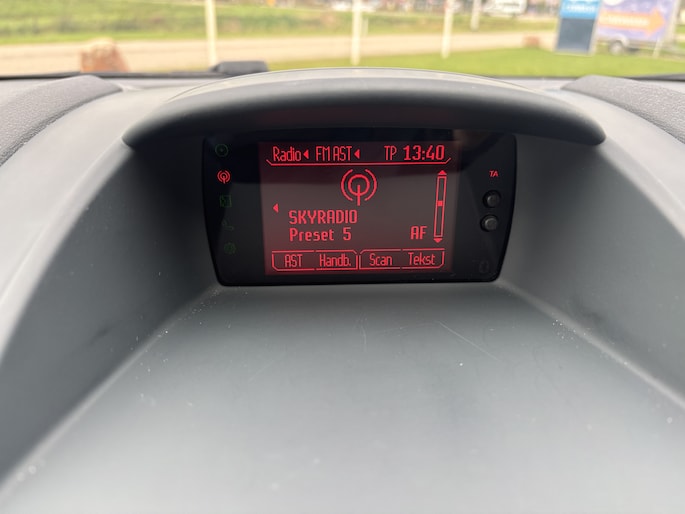 Radio FM AST TP 13:40
TA
SKYRADIO
Preset 5 AF
AST Handb. Scan Tekst